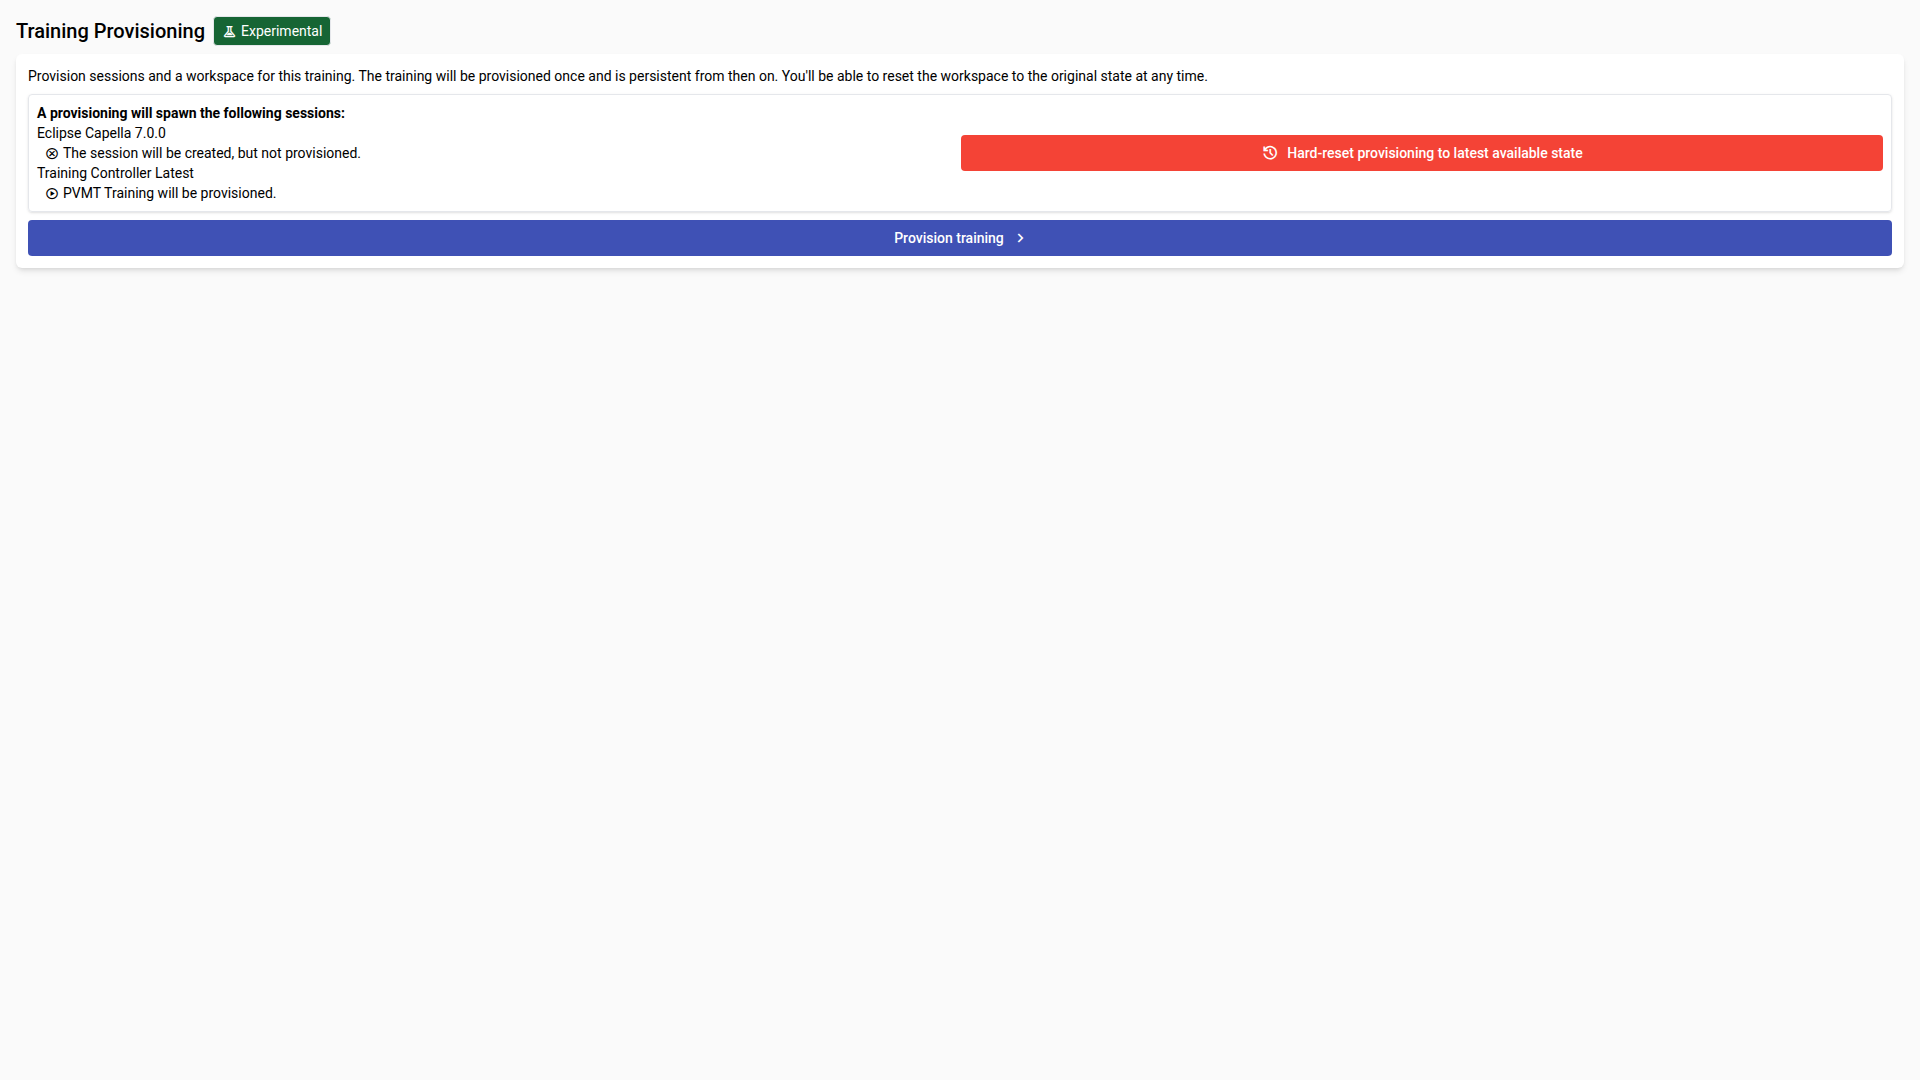 Training Provisioning
Experimental
Provision sessions and a workspace for this training. The training will be provisioned once and is persistent from then on. You'll be able to reset the workspace to the original state at any time.
A provisioning will spawn the following sessions:
Eclipse Capella 7.0.0
The session will be created, but not provisioned.
Training Controller Latest
PVMT Training will be provisioned.
Hard-reset provisioning to latest available state
Provision training